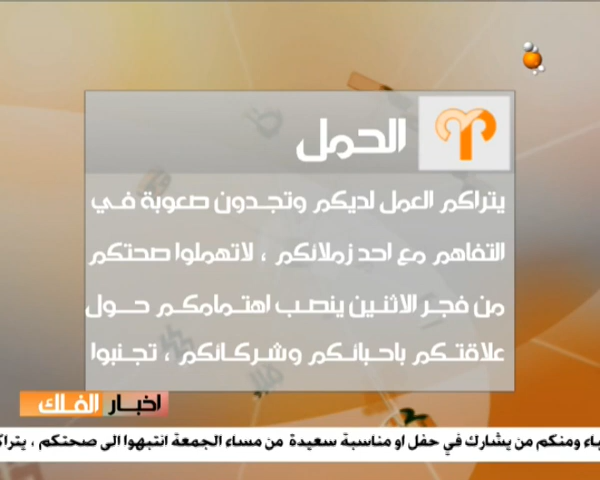 الحمل
يتراكم العمل لديكم وتجدون صعوبة في
التفاهم مع احد زملائكم ، لاتهملوا صحتكم
من فجر الاثنين ينصب اهتمامكم حول
علاقتكم باحبائكم وشركائكم ، تجنبوا
اخبار الفلك
ومنكم من يشارك في حفل او مناسبة سعيدة من مساء الجمعة انتبهوا الى صحتكم ،